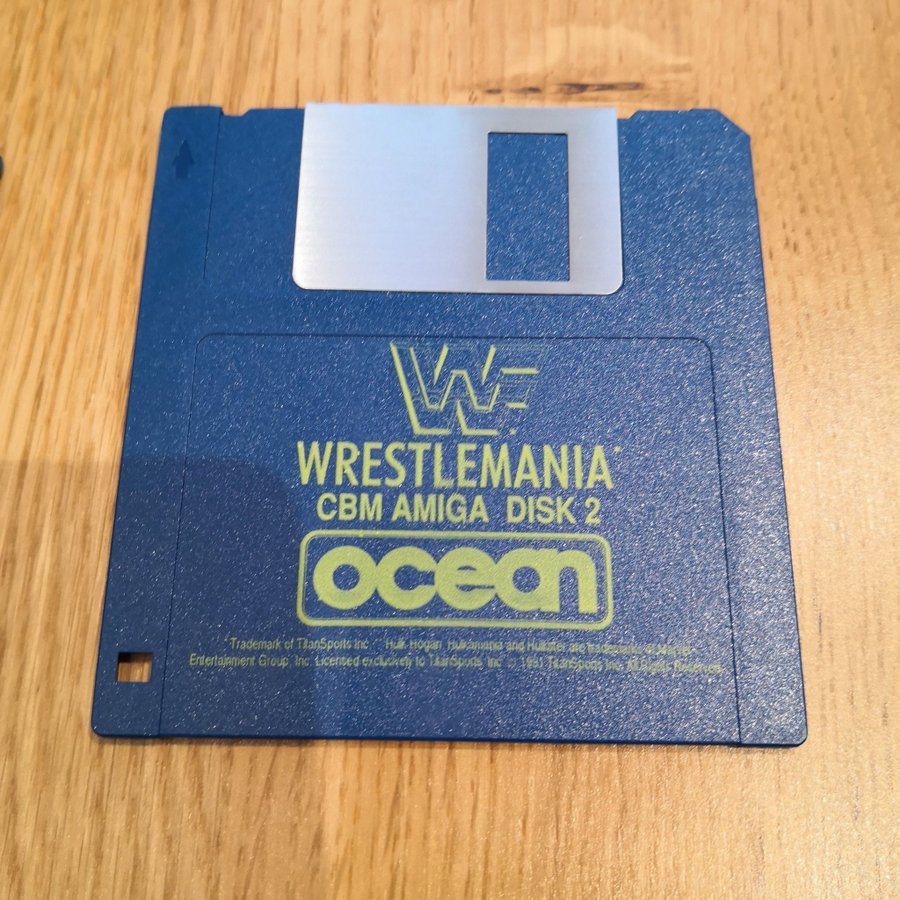 WF
WRESTLEMANIA
CBM AMIGA DISK 2
ocean
* Trademark of TitanSports Inc. Hulk Hogan, Hulkamania and Hulkster are trademarks of Marvel
Entertainment Group, Inc. Licensed exclusively to TitanSports, Inc. © 1991 TitanSports Inc. All Rights Reserved.